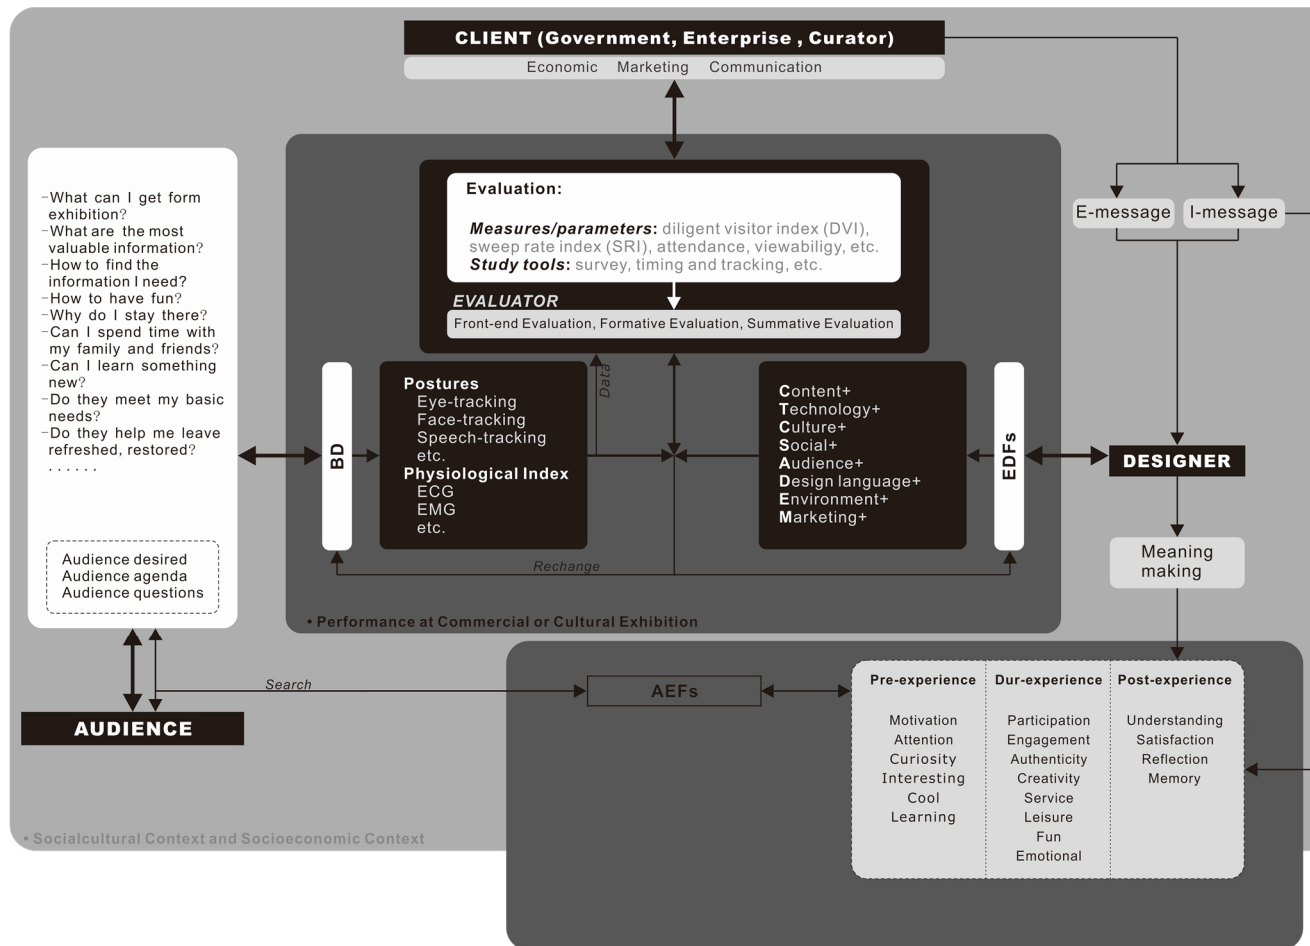 CLIENT (Government, Enterprise , Curator)
Economic Marketing Communication
-What can I get form
exhibition?
-What are the most
valuable information?
-How to find the
information I need?
-How to have fun?
-Why do I stay there?
-Can I spend time with
my family and friends?
-Can I learn something
new?
-Do they meet my basic
needs?
-Do they help me leave
refreshed, restored?
......
Audience desired
Audience agenda
Audience questions
Evaluation:
Measures/parameters: diligent visitor index (DVI),
sweep rate index (SRI), attendance, viewabiligy, etc.
Study tools: survey, timing and tracking, etc.
EVALUATOR
Front-end Evaluation, Formative Evaluation, Summative Evaluation
E-message
I-message
BD
Postures
Eye-tracking
Face-tracking
Speech-tracking
etc.
Physiological Index
ECG
EMG
etc.
Data
Content+
Technology+
Culture+
Social+
Audience+
Design language+
Environment+
Marketing+
EDFs
DESIGNER
Rechange
Meaning
making
• Performance at Commercial or Cultural Exhibition
Search
AUDIENCE
AEFs
Pre-experience
Motivation
Attention
Curiosity
Interesting
Cool
Learning
Dur-experience
Participation
Engagement
Authenticity
Creativity
Service
Leisure
Fun
Emotional
Post-experience
Understanding
Satisfaction
Reflection
Memory
• Socialcultural Context and Socioeconomic Context